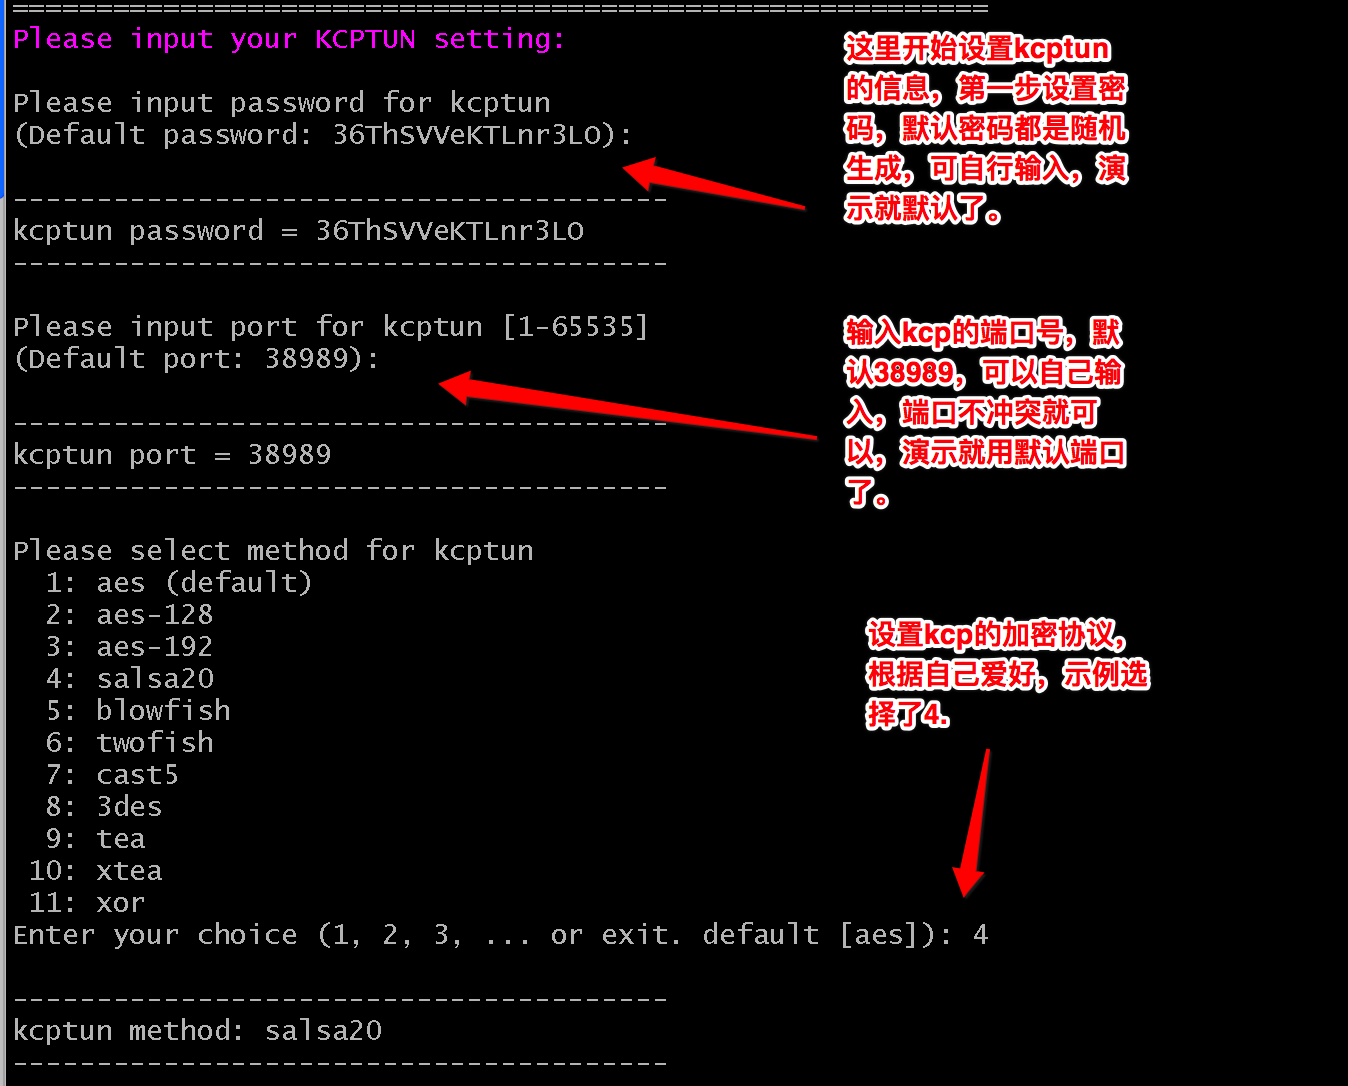 Please input your KCPTUN setting:
这里开始设置kcptun
的信息，第一步设置密
码，默认密码都是随机
生成，可自行输入，演
示就默认了。
Please input password for kcptun
(Default password: 36ThSVVeKTLnr3LO):
kcptun password = 36ThSVVeKTLnr3LO
Please input port for kcptun [1-65535]
(Default port: 38989):
输入kcp的端口号，默
认38989，可以自己输
入，端口不冲突就可
以，演示就用默认端口
了。
kcptun port = 38989
Please select method for kcptun
1: aes (default)
2: aes-128
3: aes-192
4: salsa20
5: blowfish
6: twofish
7: cast5
8: 3des
9: tea
10: xtea
11: xor
设置kcp的加密协议，
根据自己爱好，示例选
择了4.
Enter your choice (1, 2, 3, ... or exit. default [aes]): 4
kcptun method: salsa20